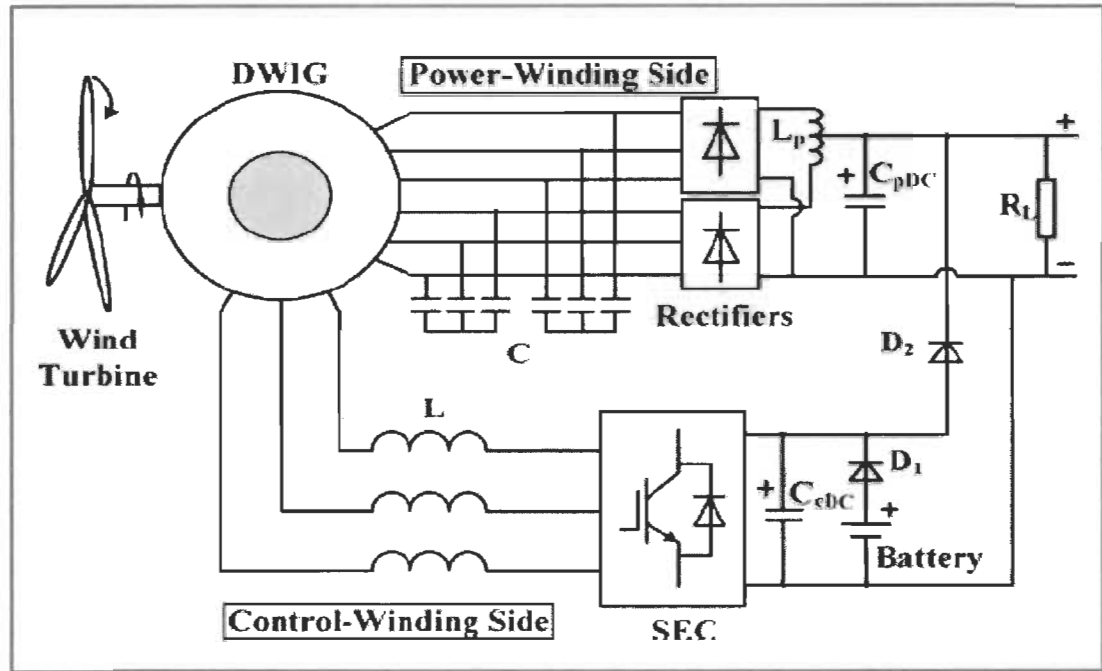 DWIG
Power-Winding Side
Lp
+
CpDC
+
RL
−
Wind
Turbine
C
Rectifiers
D2
L
D1
+
CcDC
+
Battery
Control-Winding Side
SEC